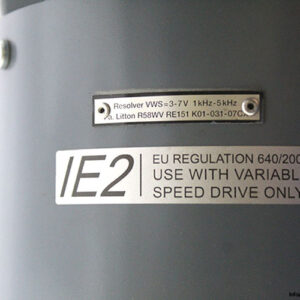 Resolver VWS=3-7V 1kHz-5kHz
a. Litton R58WV RE151 K01-031-07
IE2
EU REGULATION 640/200
USE WITH VARIABL
SPEED DRIVE ONLY